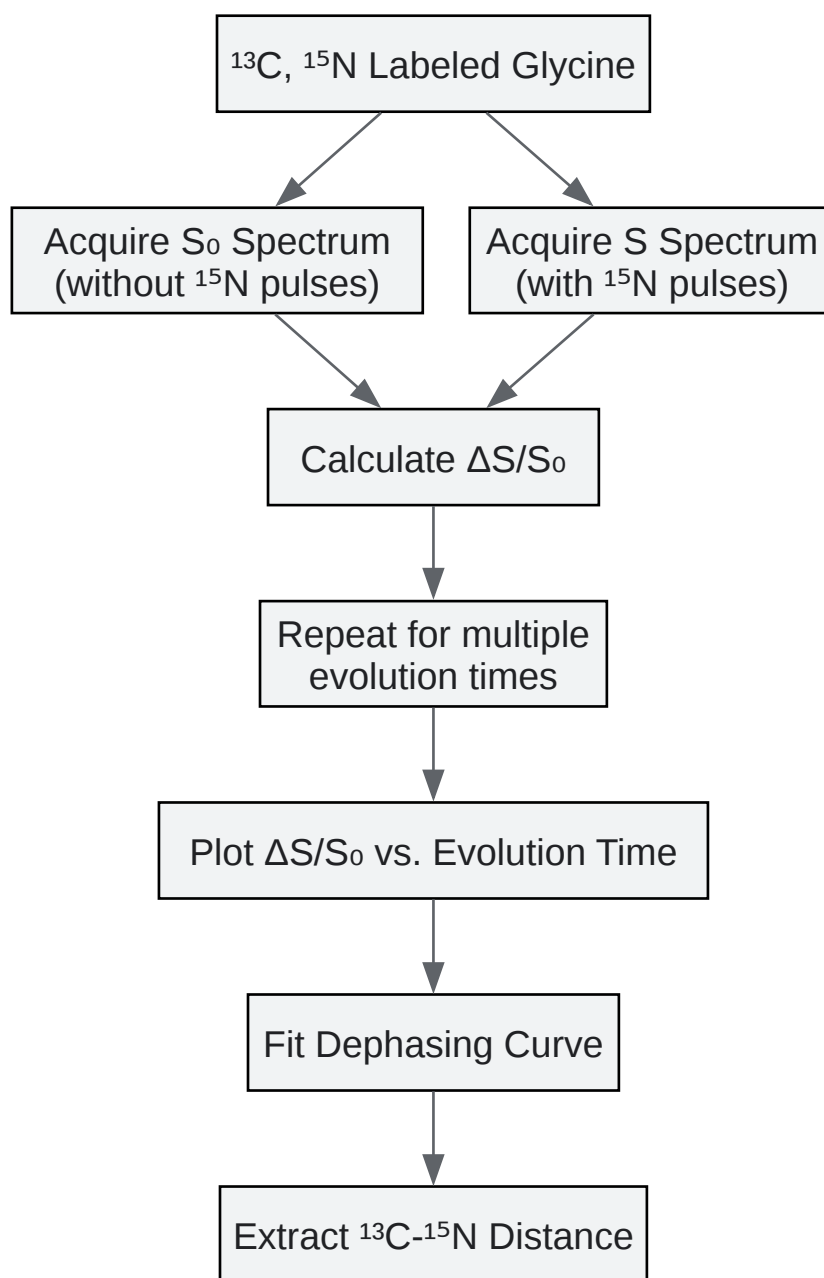 ¹³C, ¹⁵N Labeled Glycine
Acquire S₀ Spectrum
(without ¹⁵N pulses)
Acquire S Spectrum
(with ¹⁵N pulses)
Calculate ΔS/S₀
Repeat for multiple
evolution times
Plot ΔS/S₀ vs. Evolution Time
Fit Dephasing Curve
Extract ¹³C-¹⁵N Distance